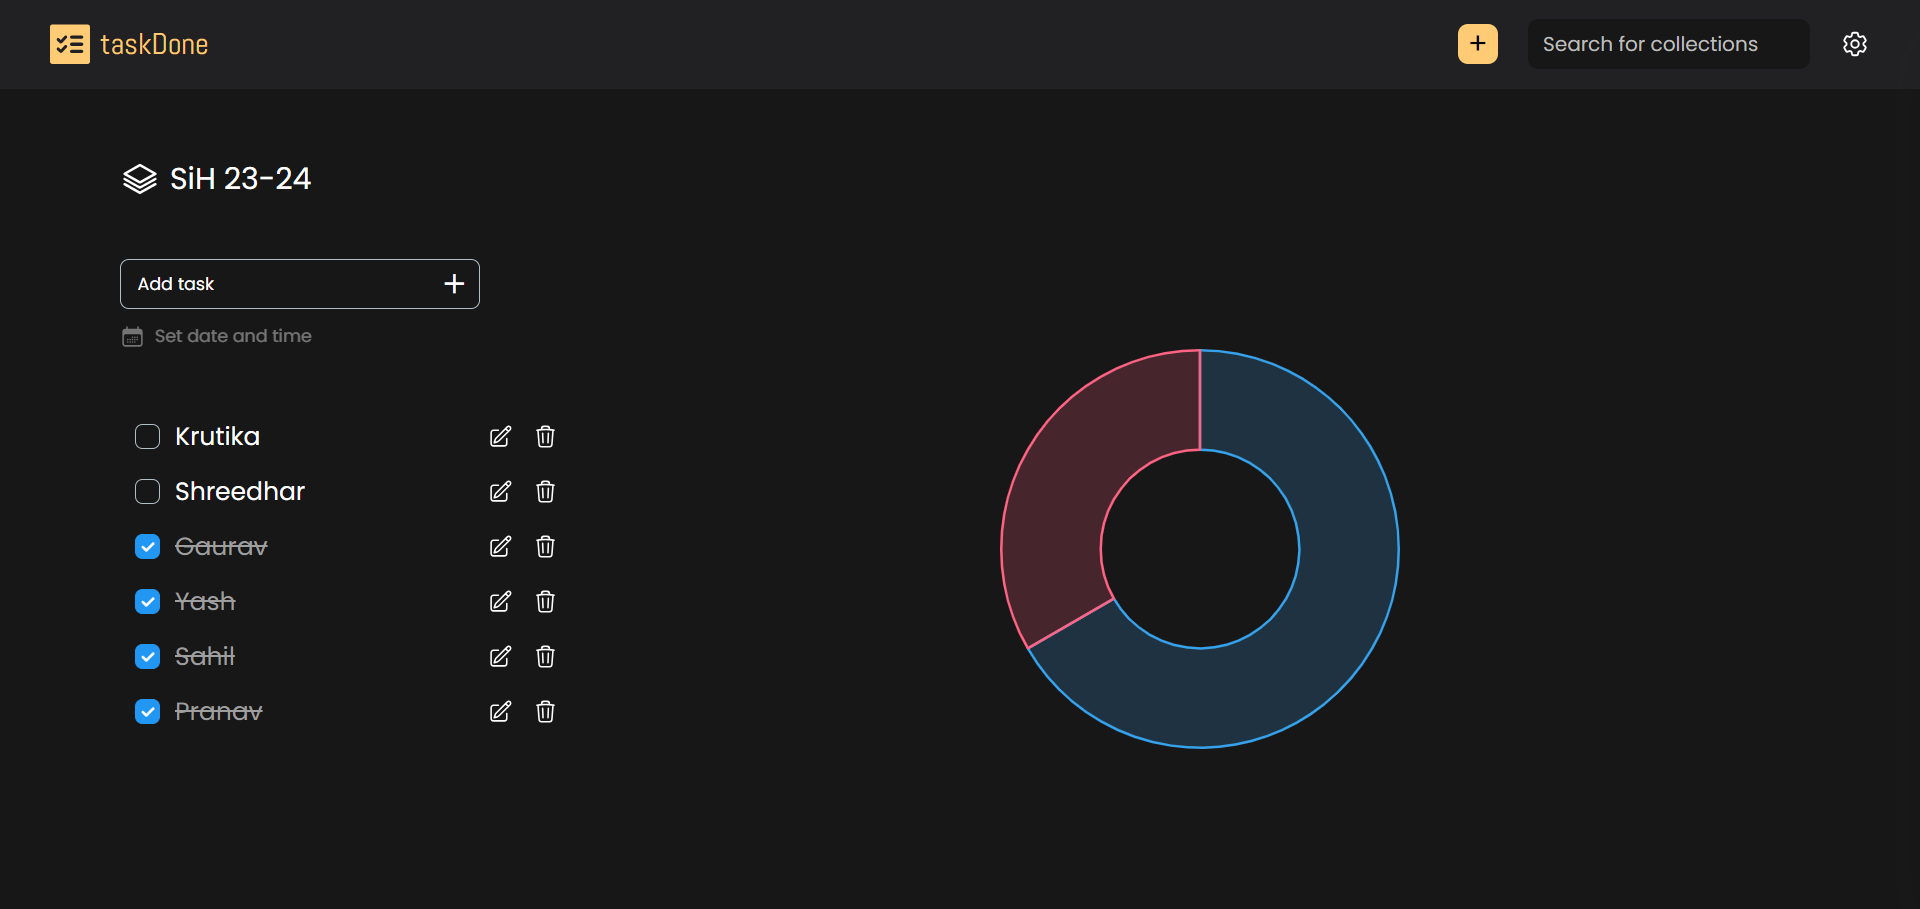 taskDone
Search for collections
SiH 23-24
Add task
Set date and time
Krutika
Shreedhar
Gaurav
Yash
Sahil
Pranav